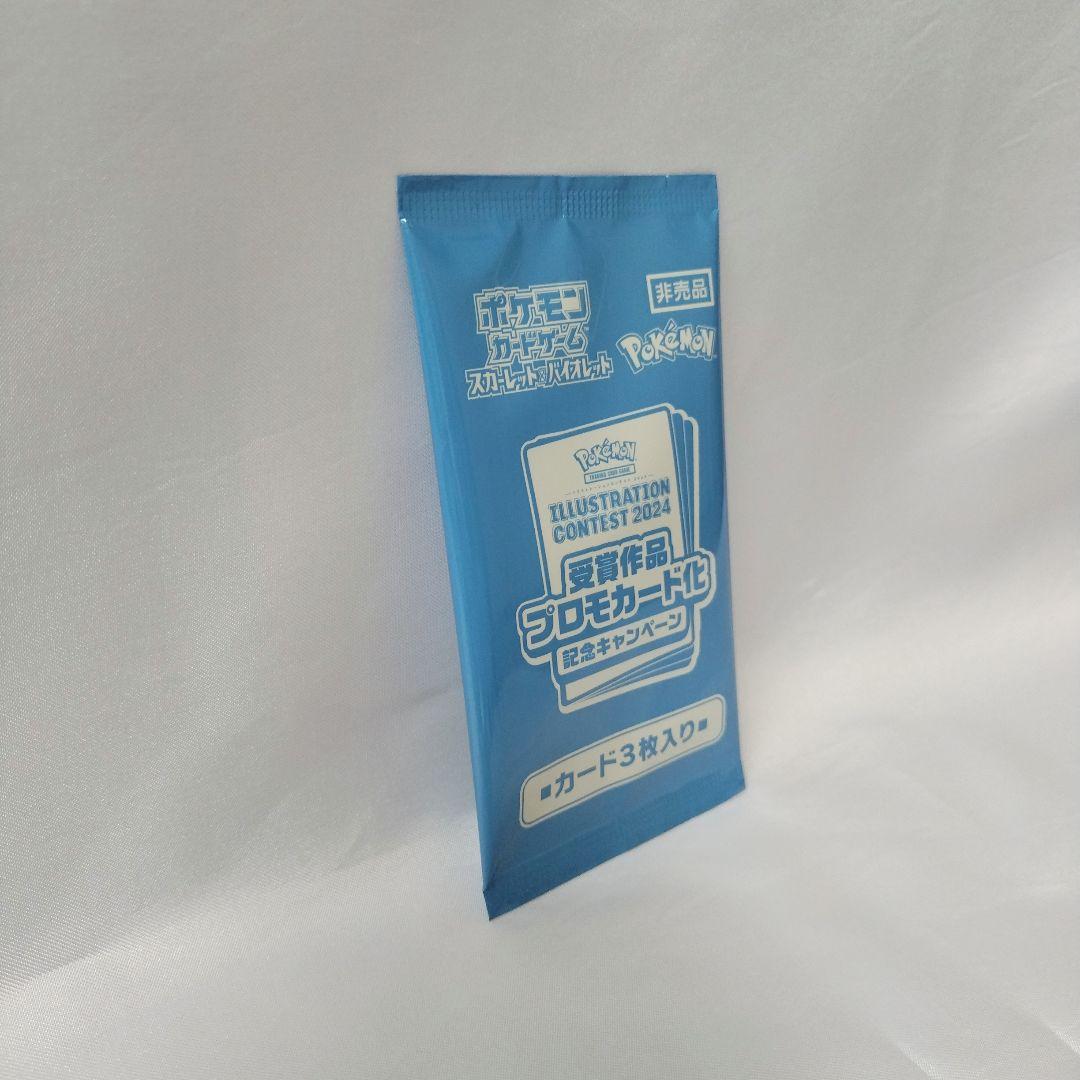 ポケモン
カードゲーム
スカーレット&バイオレット
非売品
POKéMON
POKéMON
TRADING CARD GAME
ILLUSTRATION
CONTEST 2024
受賞作品
プロモカード化
記念キャンペーン
■カード3枚入り■